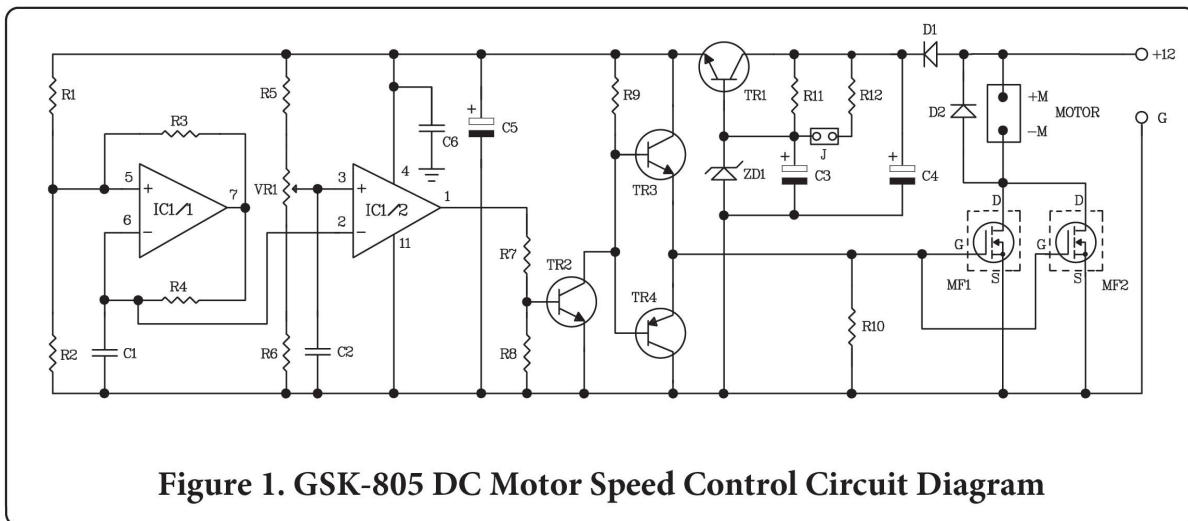 D1
+12
R1
R5
R9
TR1
R11
R12
D2
+M
MOTOR
-M
G
R3
C6
+
C5
J
TR3
ZD1
+
C3
+
C4
5
+
7
IC1/1
6
−
VR1
3
+
4
IC1/2
1
2
−
11
D
D
G
G
S
S
MF1
MF2
R4
R7
TR2
TR4
R10
R2
C1
R6
C2
R8
Figure 1. GSK-805 DC Motor Speed Control Circuit Diagram